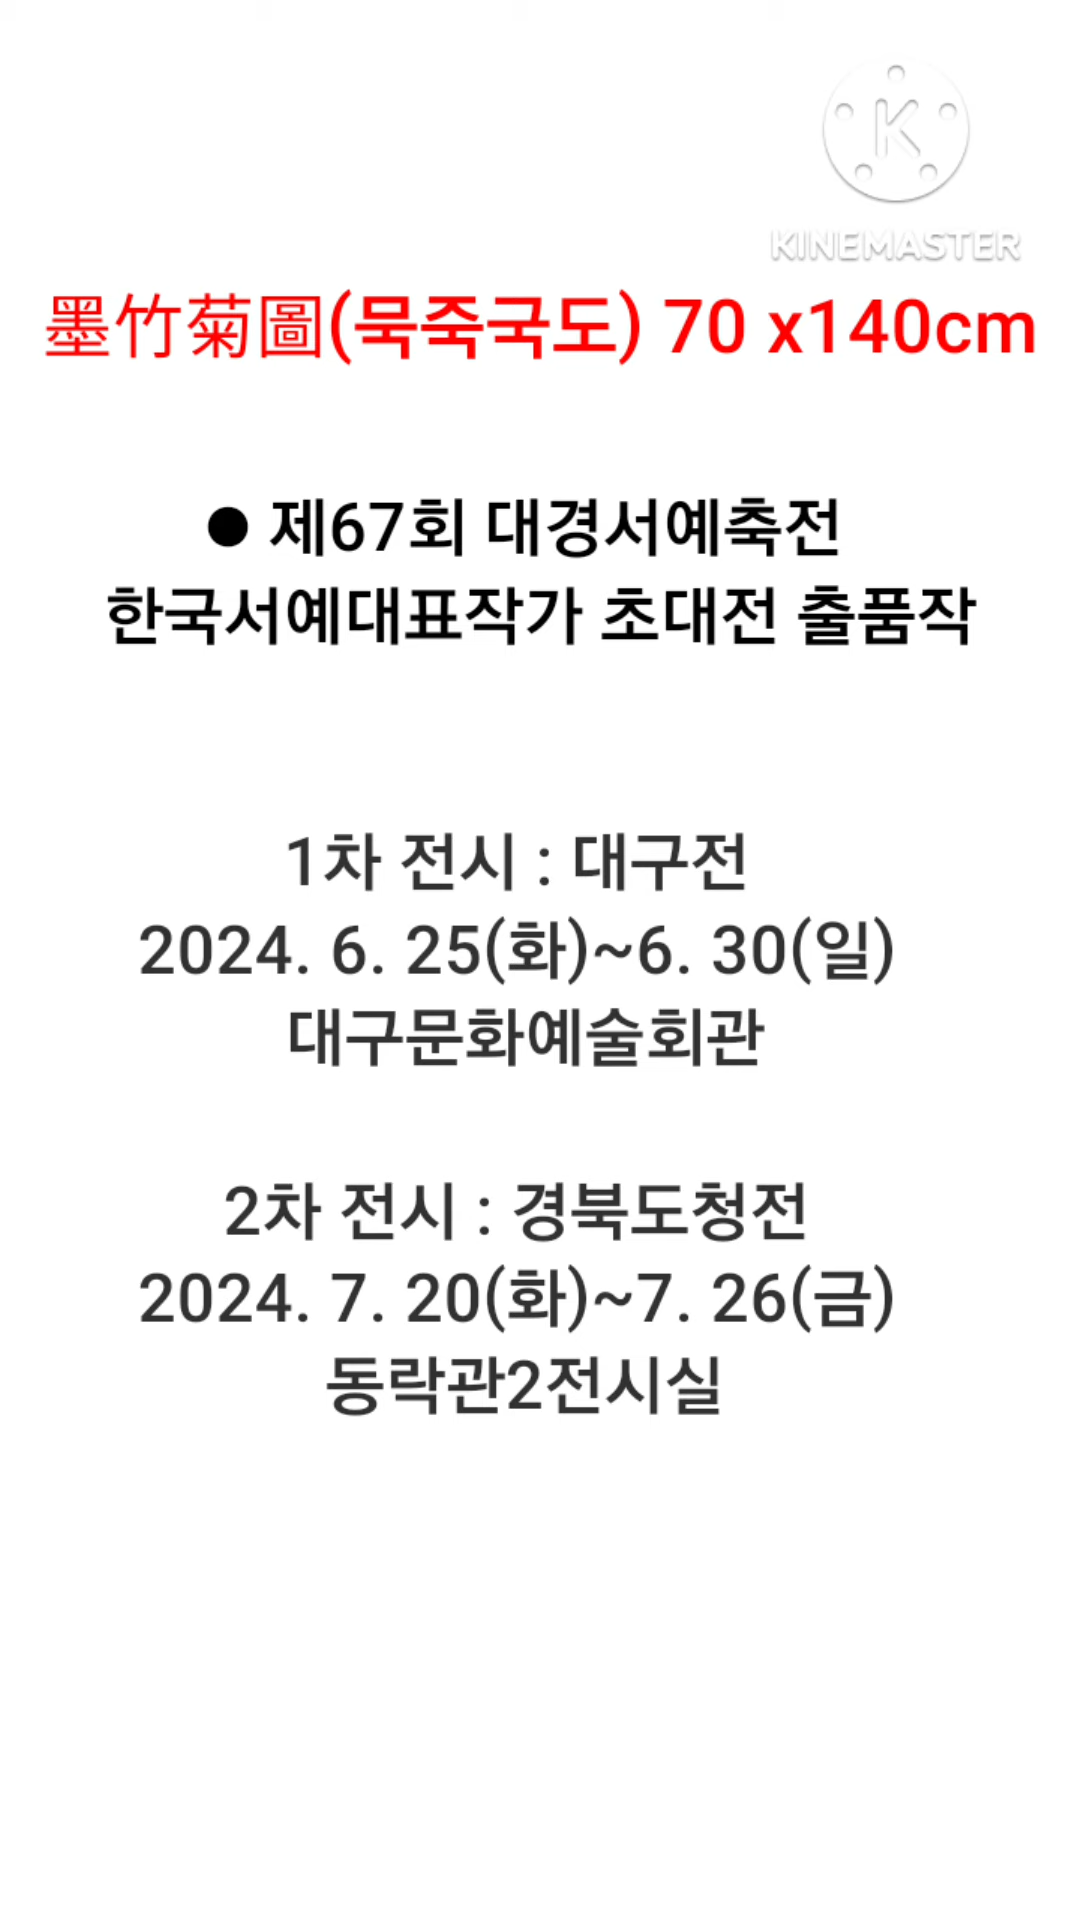 KINEMASTER
墨竹菊圖(묵죽국도) 70 x140cm
● 제67회 대경서예축전
한국서예대표작가 초대전 출품작
1차 전시 : 대구전
2024. 6. 25(화)~6. 30(일)
대구문화예술회관
2차 전시 : 경북도청전
2024. 7. 20(화)~7. 26(금)
동락관2전시실